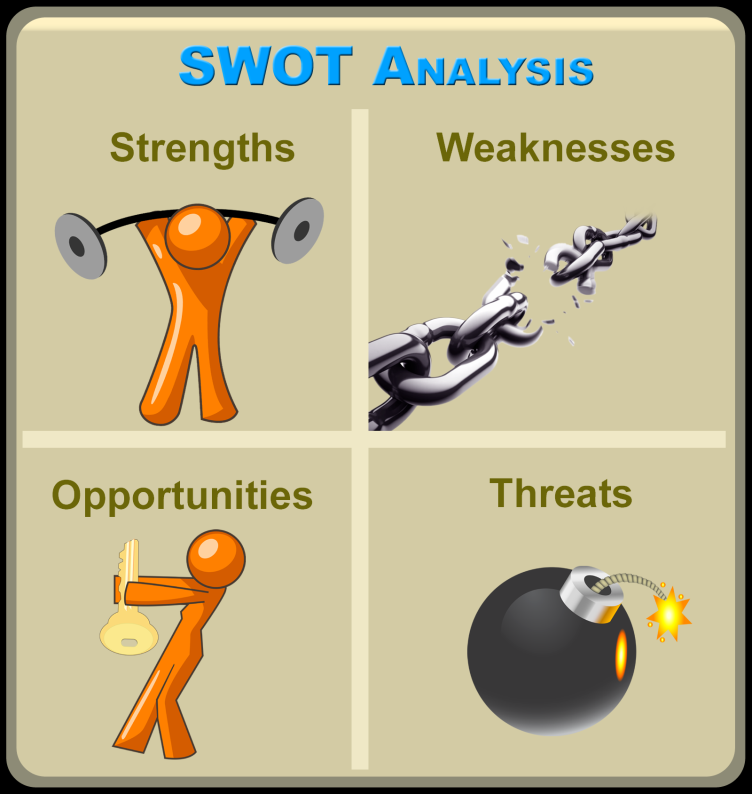 SWOT ANALYSIS
Strengths
Weaknesses
Opportunities
Threats